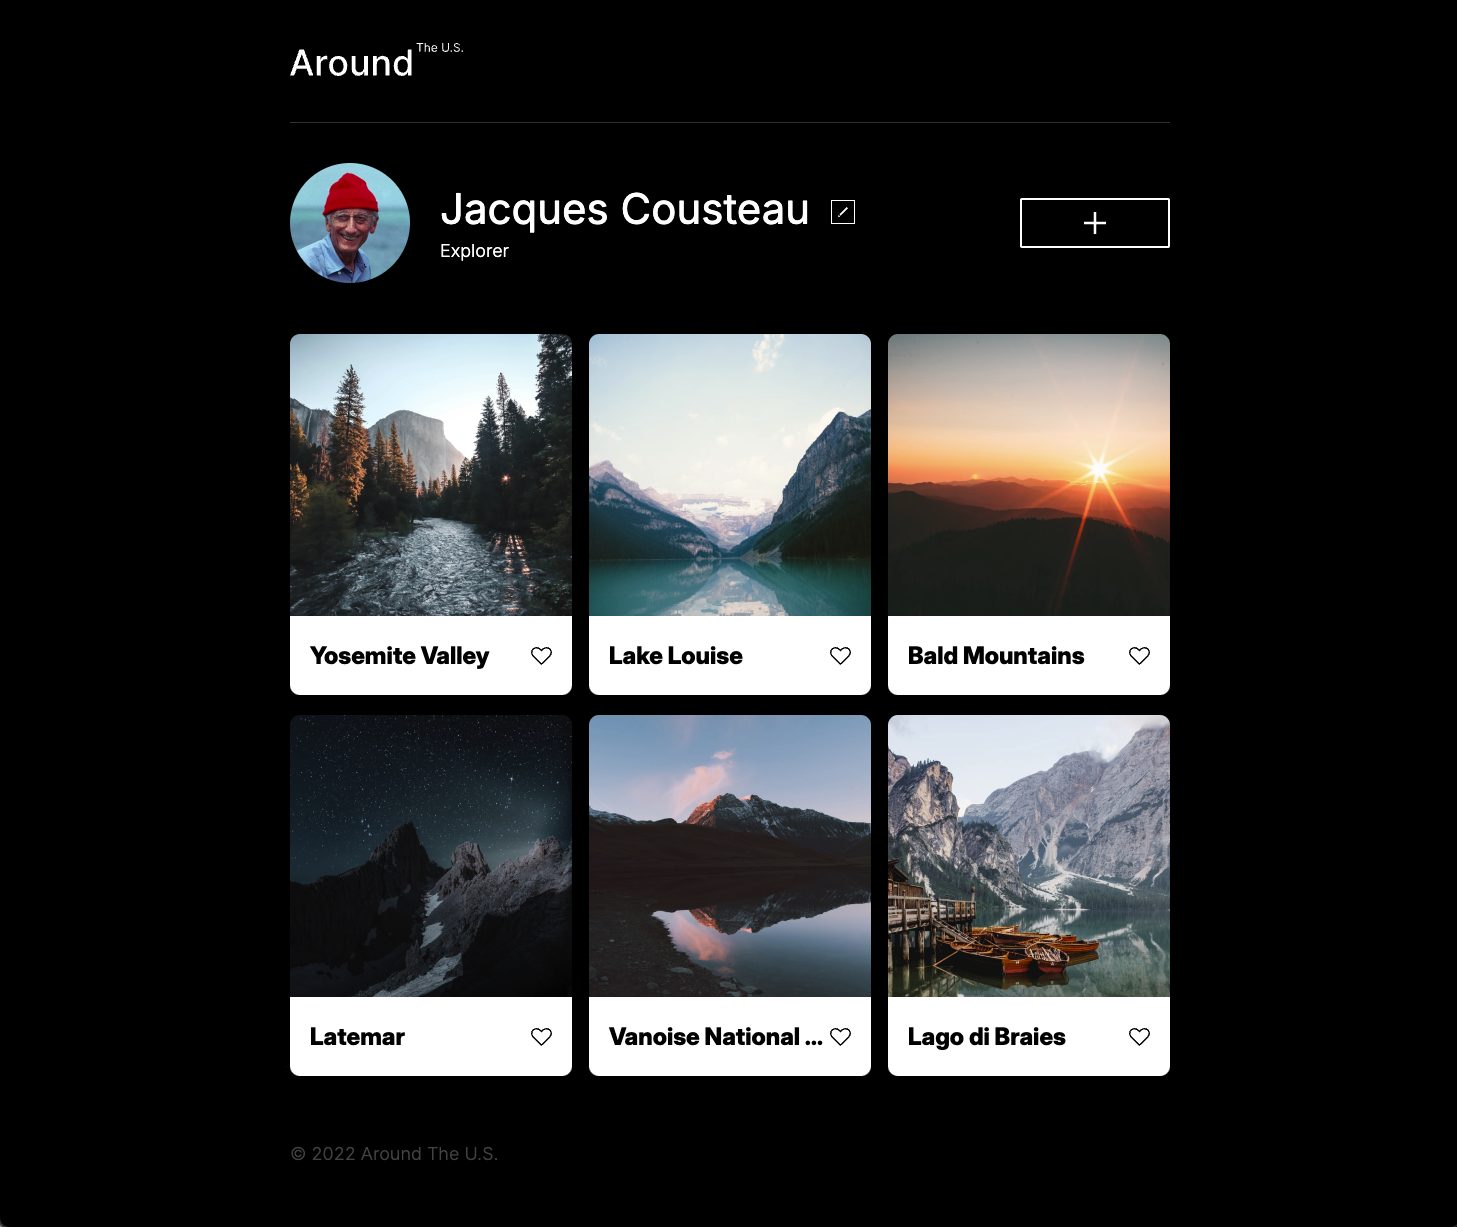 Around The U.S.
Jacques Cousteau
Explorer
Yosemite Valley
Lake Louise
Bald Mountains
Latemar
Vanoise National ...
Lago di Braies
© 2022 Around The U.S.